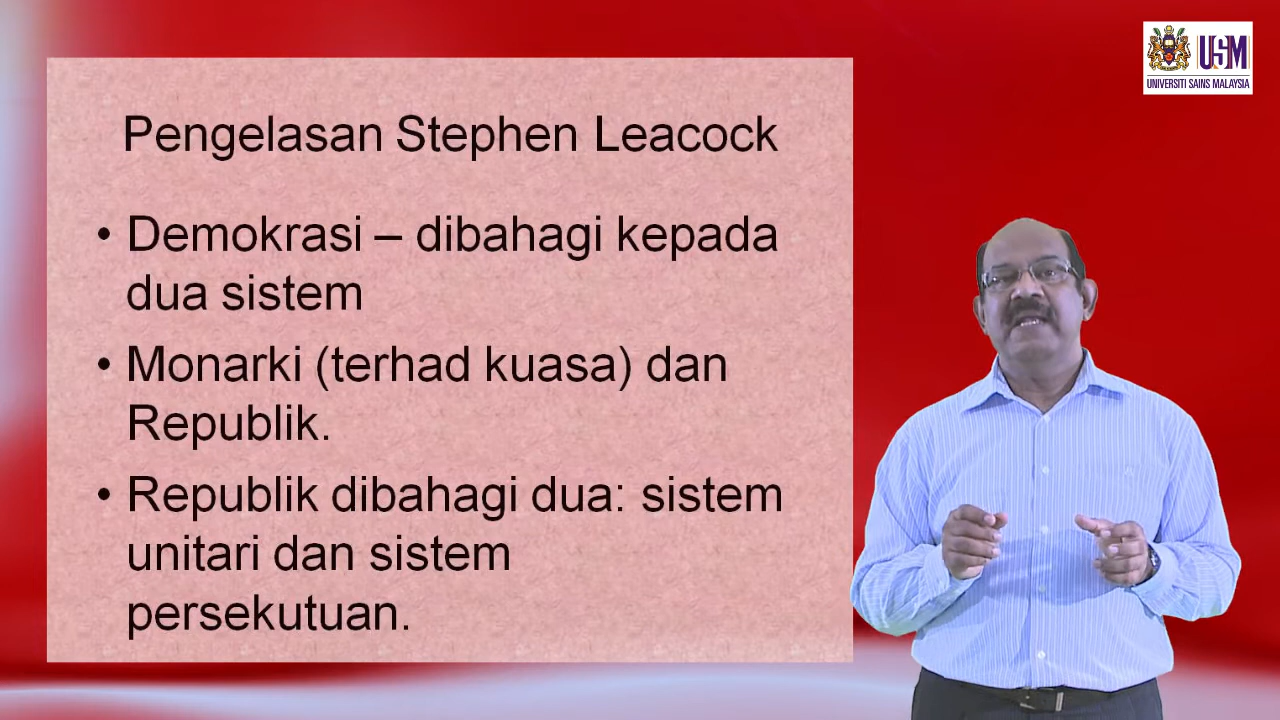 USM
UNIVERSITI SAINS MALAYSIA
Pengelasan Stephen Leacock
• Demokrasi – dibahagi kepada
dua sistem
• Monarki (terhad kuasa) dan
Republik.
• Republik dibahagi dua: sistem
unitari dan sistem
persekutuan.